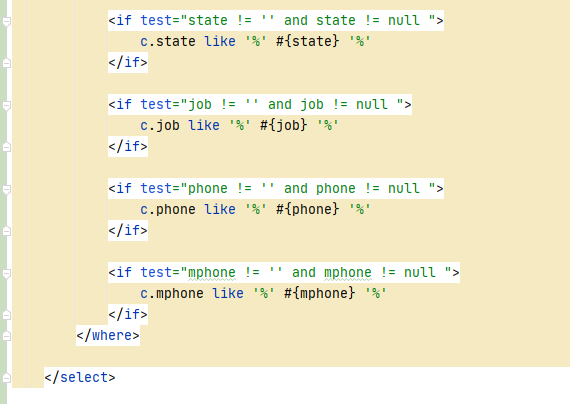 <if test="state != '' and state != null ">
c.state like '%' #{state} '%'
</if>
<if test="job != '' and job != null ">
c.job like '%' #{job} '%'
</if>
<if test="phone != '' and phone != null ">
c.phone like '%' #{phone} '%'
</if>
<if test="mphone != '' and mphone != null ">
c.mphone like '%' #{mphone} '%'
</if>
</where>
</select>